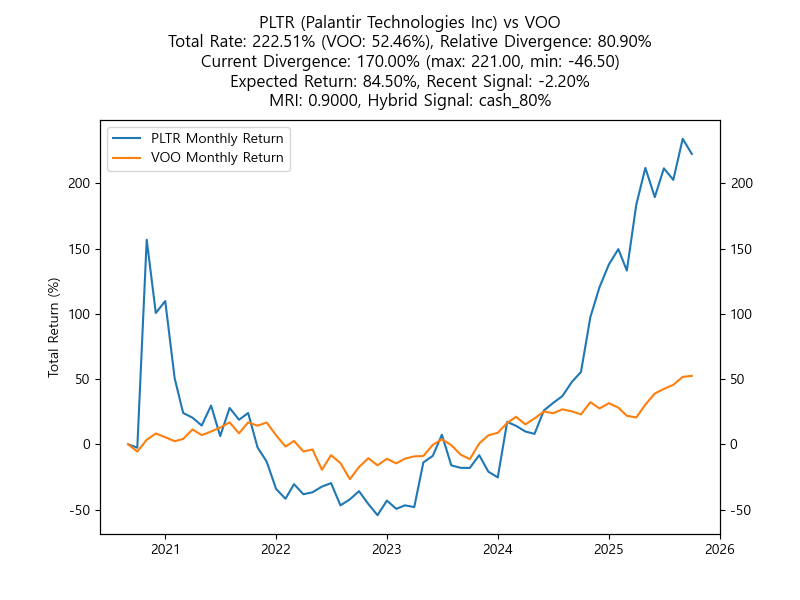 PLTR (Palantir Technologies Inc) vs VOO
Total Rate: 222.51% (VOO: 52.46%), Relative Divergence: 80.90%
Current Divergence: 170.00% (max: 221.00, min: -46.50)
Expected Return: 84.50%, Recent Signal: -2.20%
MRI: 0.9000, Hybrid Signal: cash_80%
PLTR Monthly Return
VOO Monthly Return
Total Return (%)
200
150
100
50
0
-50
200
150
100
50
0
-50
2021
2022
2023
2024
2025
2026